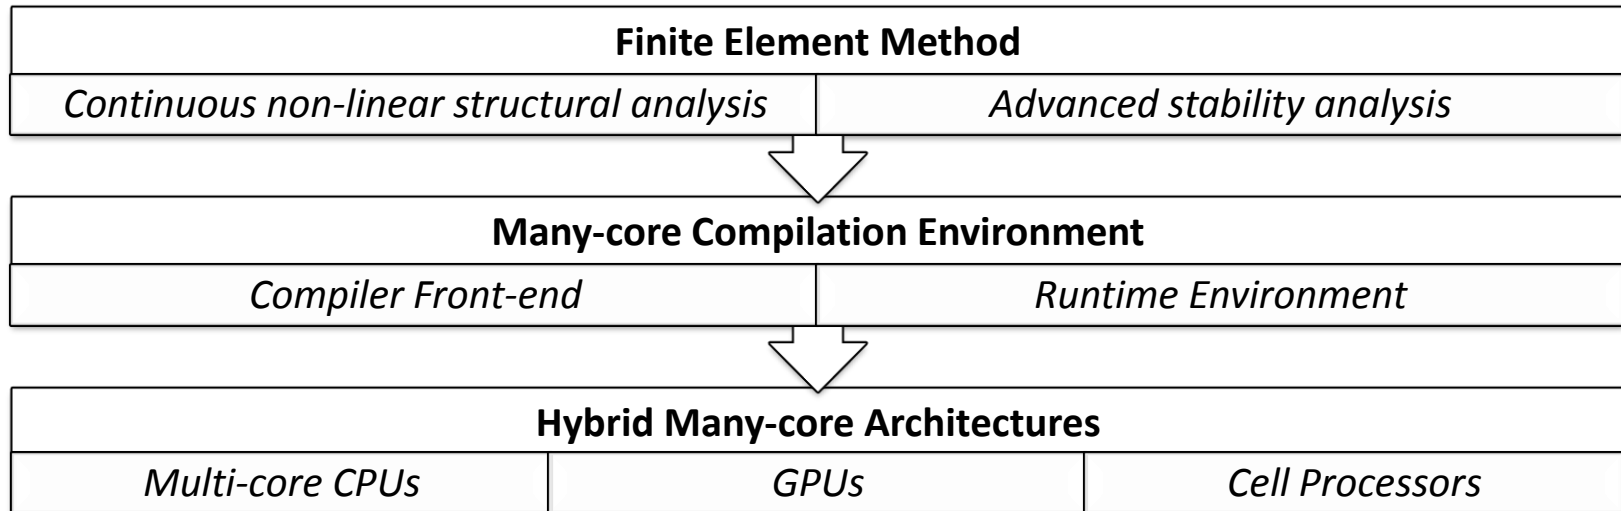 Finite Element Method
Continuous non-linear structural analysis
Advanced stability analysis
Many-core Compilation Environment
Compiler Front-end
Runtime Environment
Hybrid Many-core Architectures
Multi-core CPUs
GPUs
Cell Processors